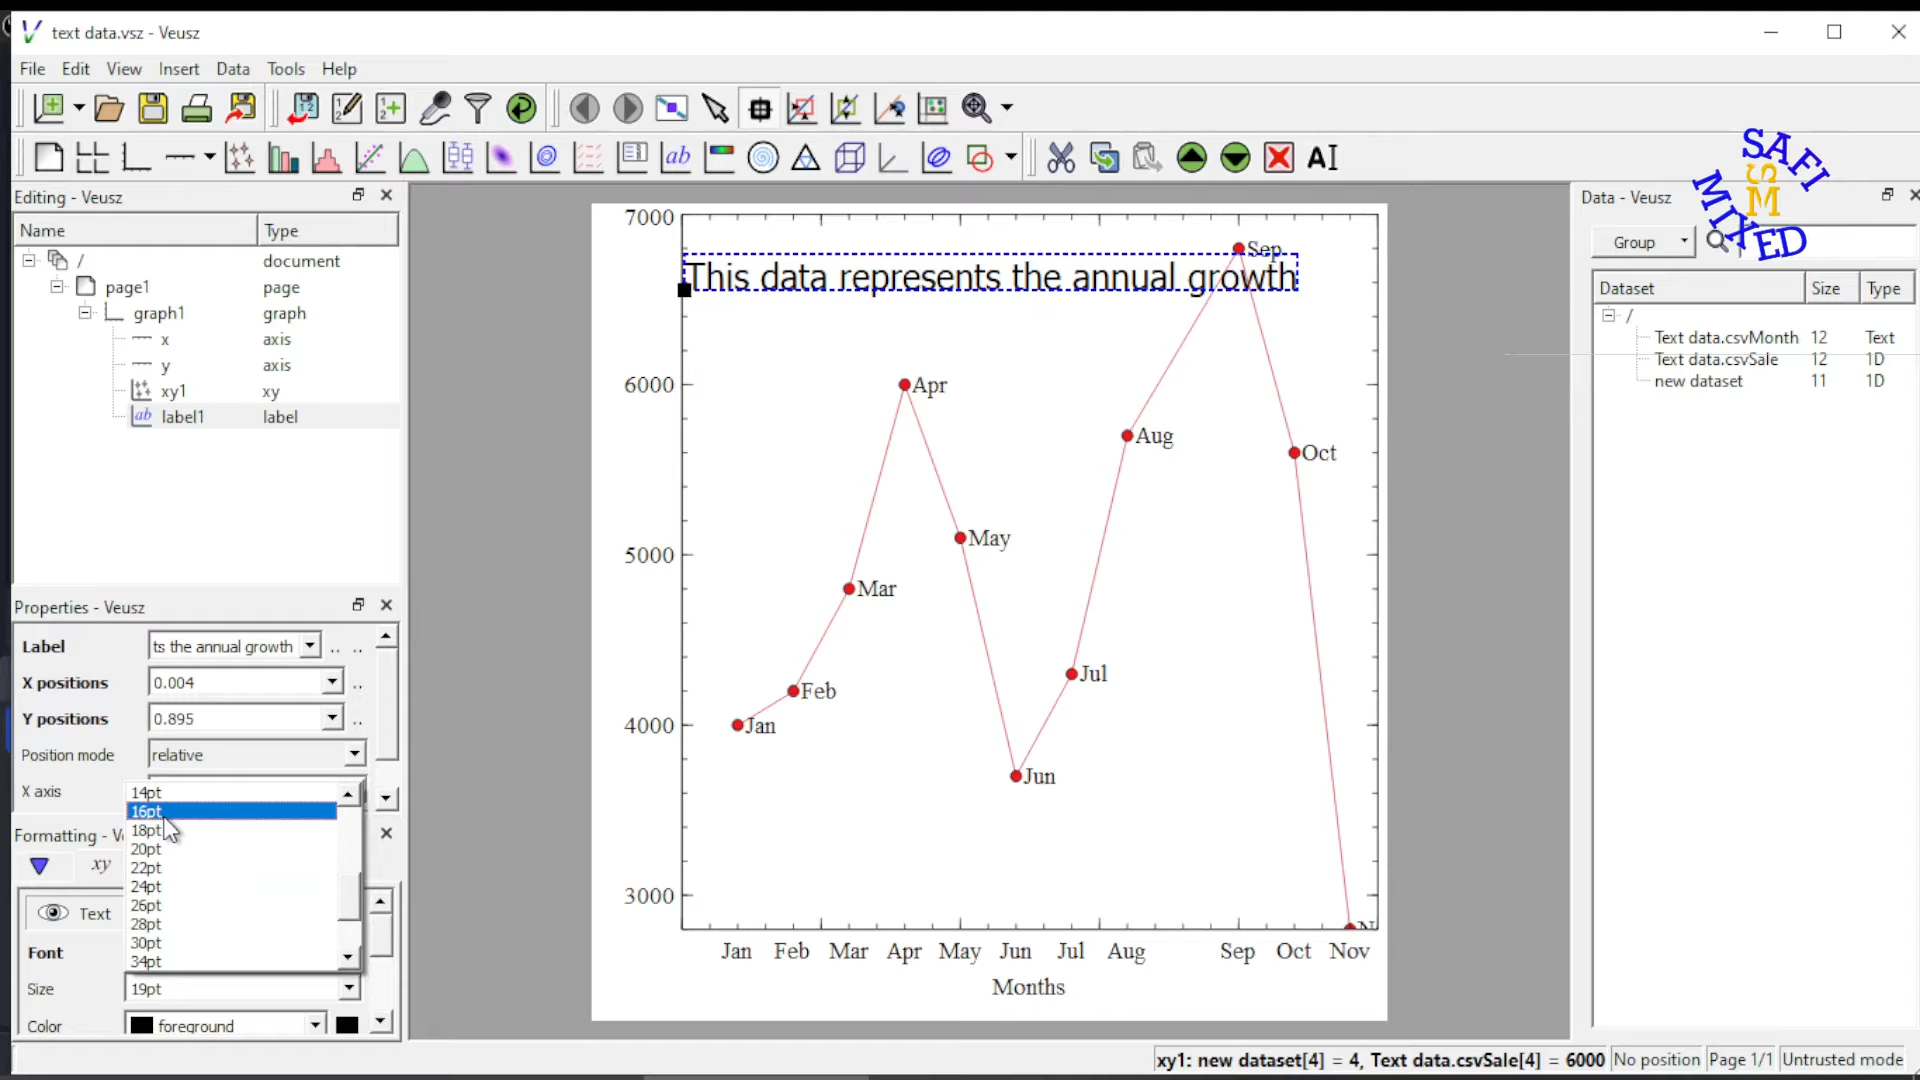 text data.vsz - Veusz
File Edit View Insert Data Tools Help
ab AI
SAFI
SM
MIXED
Editing - Veusz
Name Type
/ document
page1 page
graph1 graph
x axis
y axis
xy1 xy
ab label1 label
Properties - Veusz
Label ts the annual growth .. ..
X positions 0.004 ..
Y positions 0.895 ..
Position mode relative
X axis
14pt
16pt
18pt
20pt
22pt
24pt
26pt
28pt
30pt
34pt
Formatting - V
xy
Text
Font
Size 19pt
Color foreground
7000
6000
5000
4000
3000
This data represents the annual growth
Sep
Apr
Aug
Oct
May
Mar
Jul
Feb
Jan
Jun
Jan Feb Mar Apr May Jun Jul Aug Sep Oct Nov
Months
Data - Veusz
Group
Dataset Size Type
/
Text data.csvMonth 12 Text
Text data.csvSale 12 1D
new dataset 11 1D
xy1: new dataset[4] = 4, Text data.csvSale[4] = 6000 No position Page 1/1 Untrusted mode